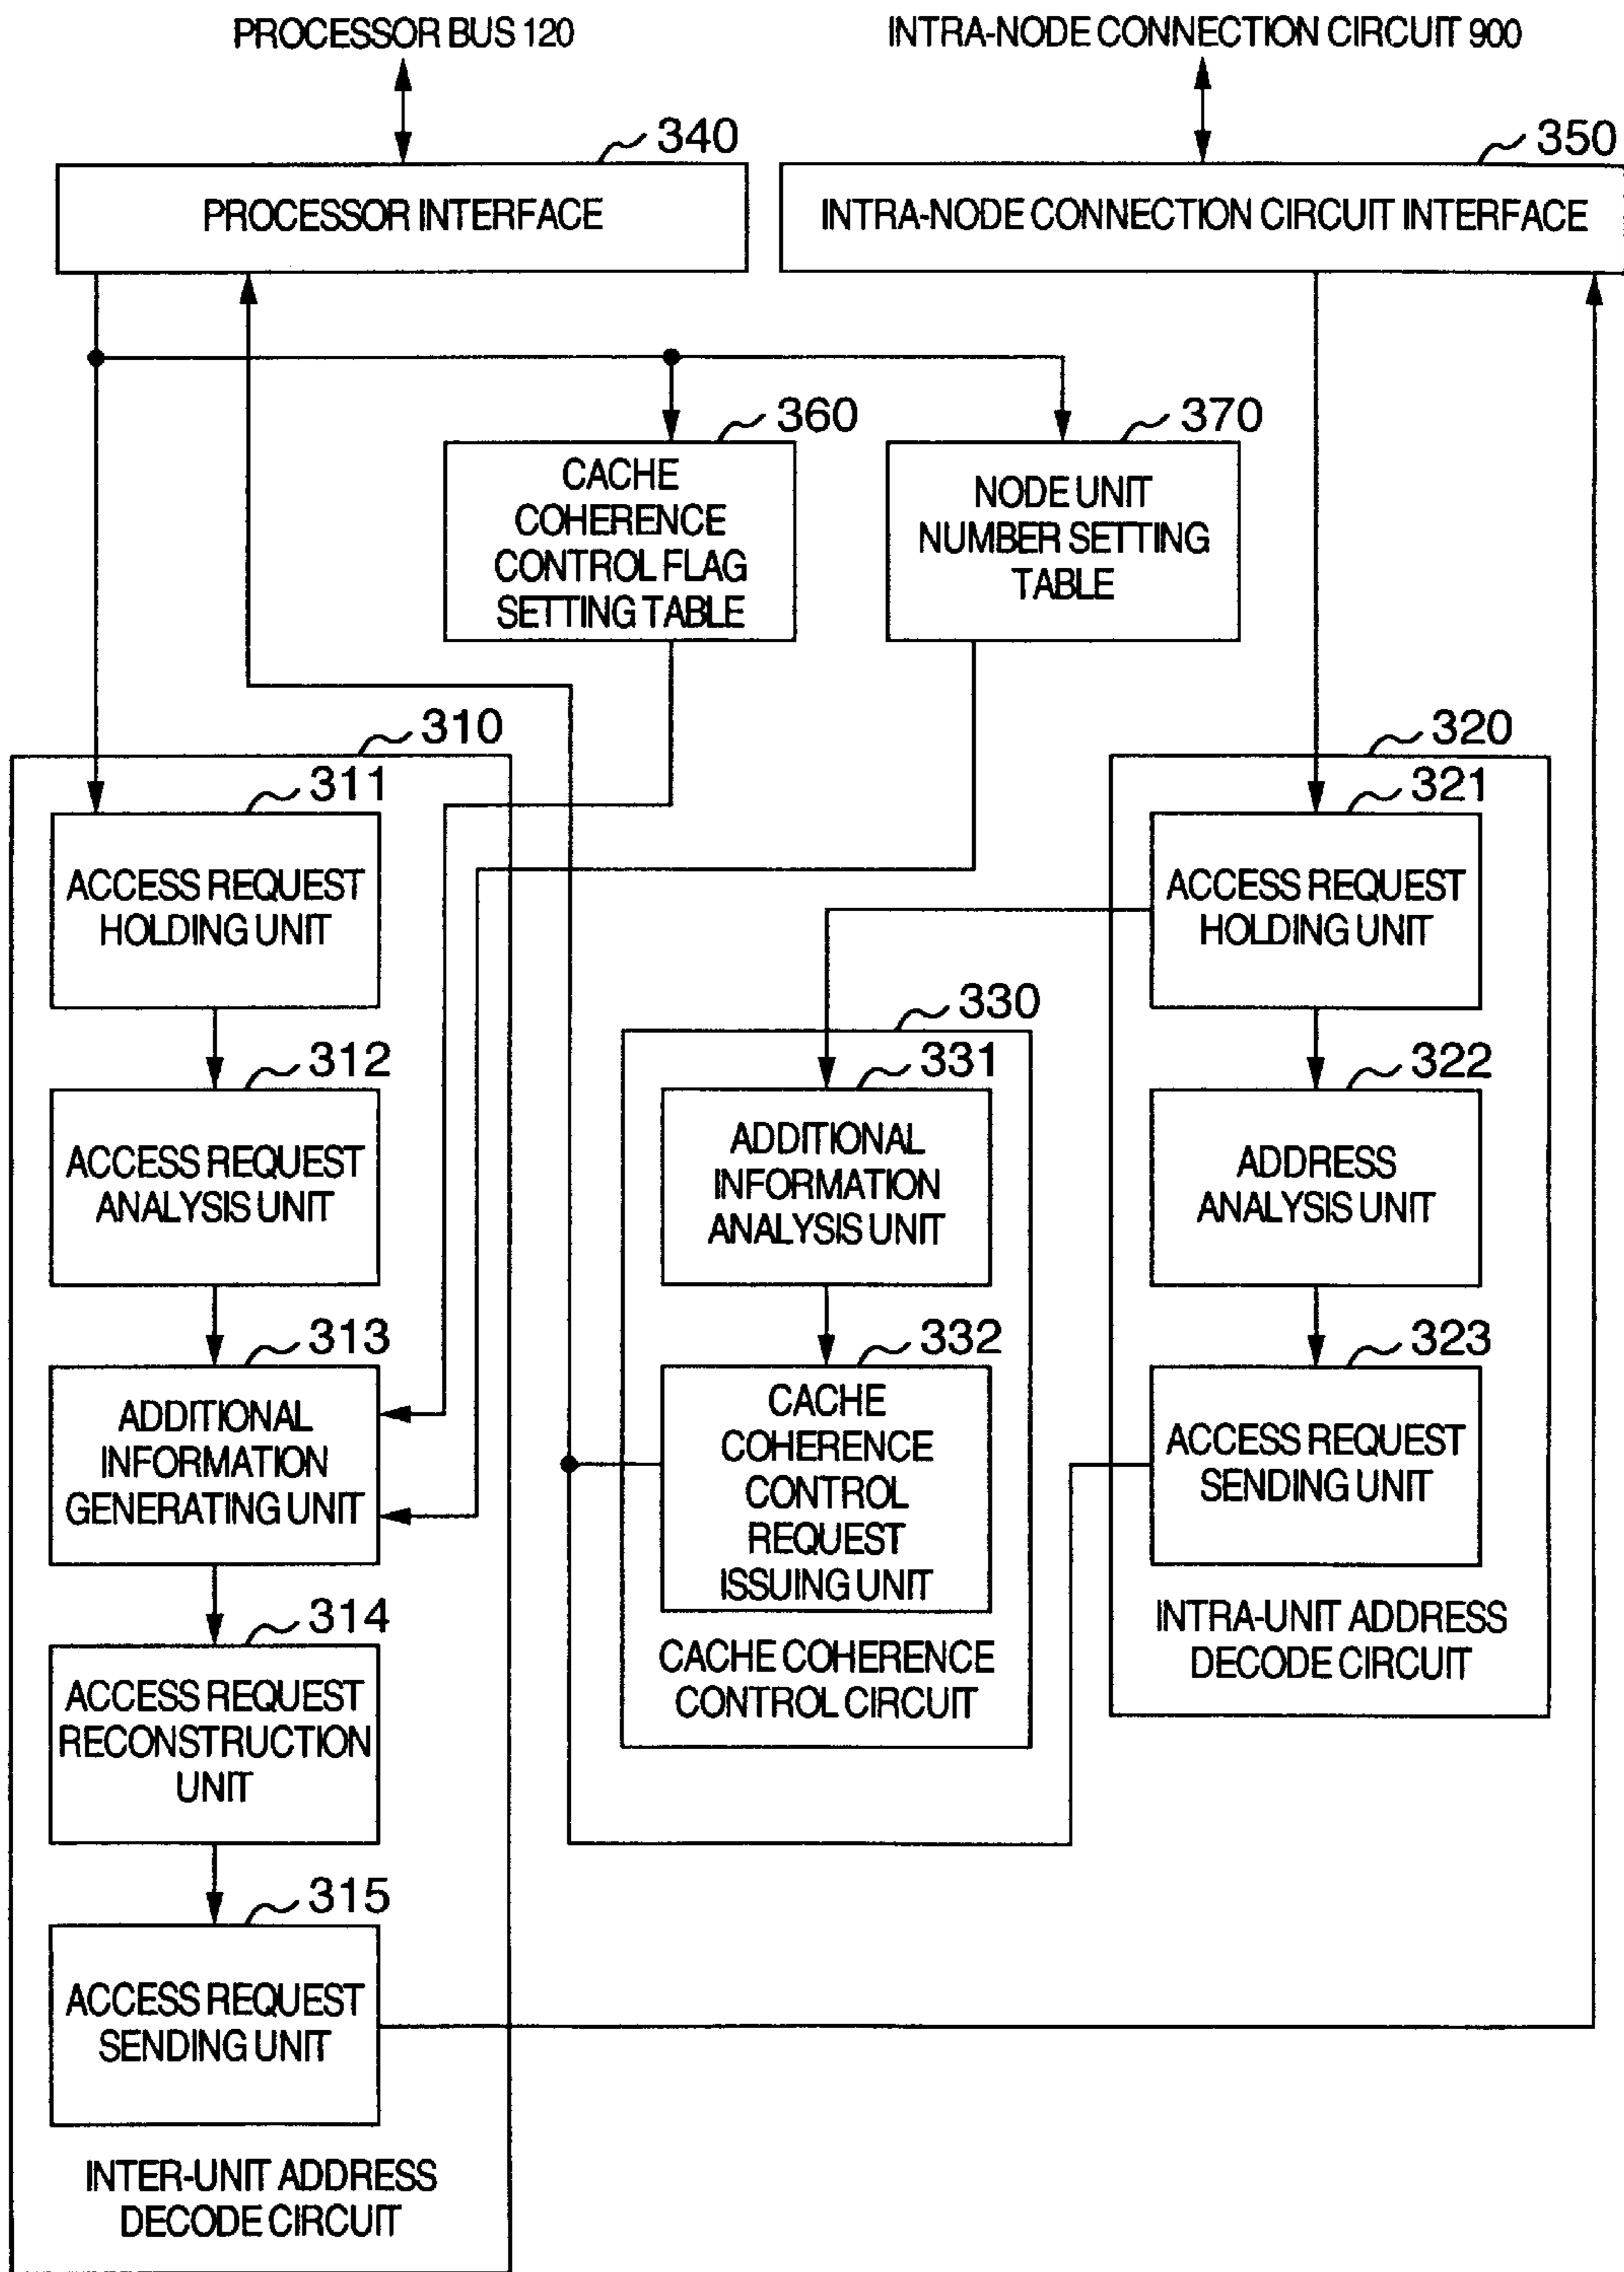 PROCESSOR BUS 120
INTRA-NODE CONNECTION CIRCUIT 900
340
350
PROCESSOR INTERFACE
INTRA-NODE CONNECTION CIRCUIT INTERFACE
360
370
CACHE
COHERENCE
CONTROL FLAG
SETTING TABLE
NODE UNIT
NUMBER SETTING
TABLE
310
311
ACCESS REQUEST
HOLDING UNIT
312
ACCESS REQUEST
ANALYSIS UNIT
313
ADDITIONAL
INFORMATION
GENERATING UNIT
314
ACCESS REQUEST
RECONSTRUCTION
UNIT
315
ACCESS REQUEST
SENDING UNIT
INTER-UNIT ADDRESS
DECODE CIRCUIT
330
331
ADDITIONAL
INFORMATION
ANALYSIS UNIT
332
CACHE
COHERENCE
CONTROL
REQUEST
ISSUING UNIT
CACHE COHERENCE
CONTROL CIRCUIT
320
321
ACCESS REQUEST
HOLDING UNIT
322
ADDRESS
ANALYSIS UNIT
323
ACCESS REQUEST
SENDING UNIT
INTRA-UNIT ADDRESS
DECODE CIRCUIT